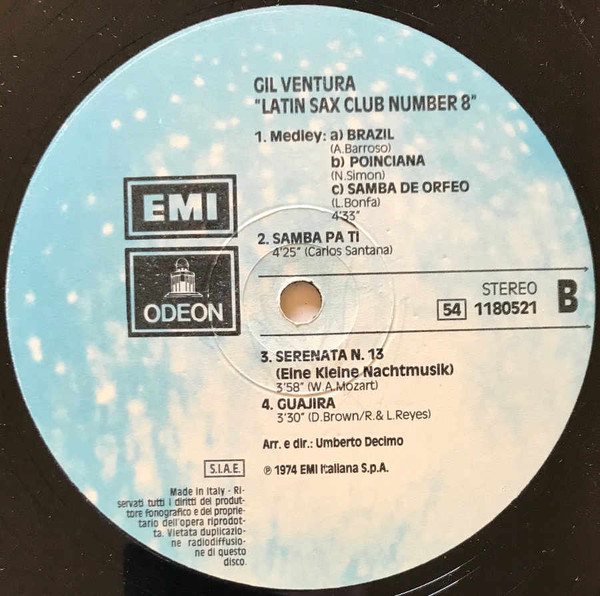 GIL VENTURA
"LATIN SAX CLUB NUMBER 8"
1. Medley: a) BRAZIL
(A.Barroso)
b) POINCIANA
(N.Simon)
c) SAMBA DE ORFEO
(L.Bonfa)
4'33"
2. SAMBA PA TI
4'25" (Carlos Santana)
EMI
ODEON
STEREO
54 1180521 B
3. SERENATA N. 13
(Eine Kleine Nachtmusik)
3'58" (W.A.Mozart)
4. GUAJIRA
3'30" (D.Brown/R.& L.Reyes)
Arr. e dir.: Umberto Decimo
S.I.A.E.
℗ 1974 EMI Italiana S.p.A.
Made in Italy - Ri-
servati tutti i diritti del produt-
tore fonografico e del proprie-
tario dell'opera riprodot-
ta. Vietata duplicazio-
ne radiodiffusio-
ne di questo
disco.